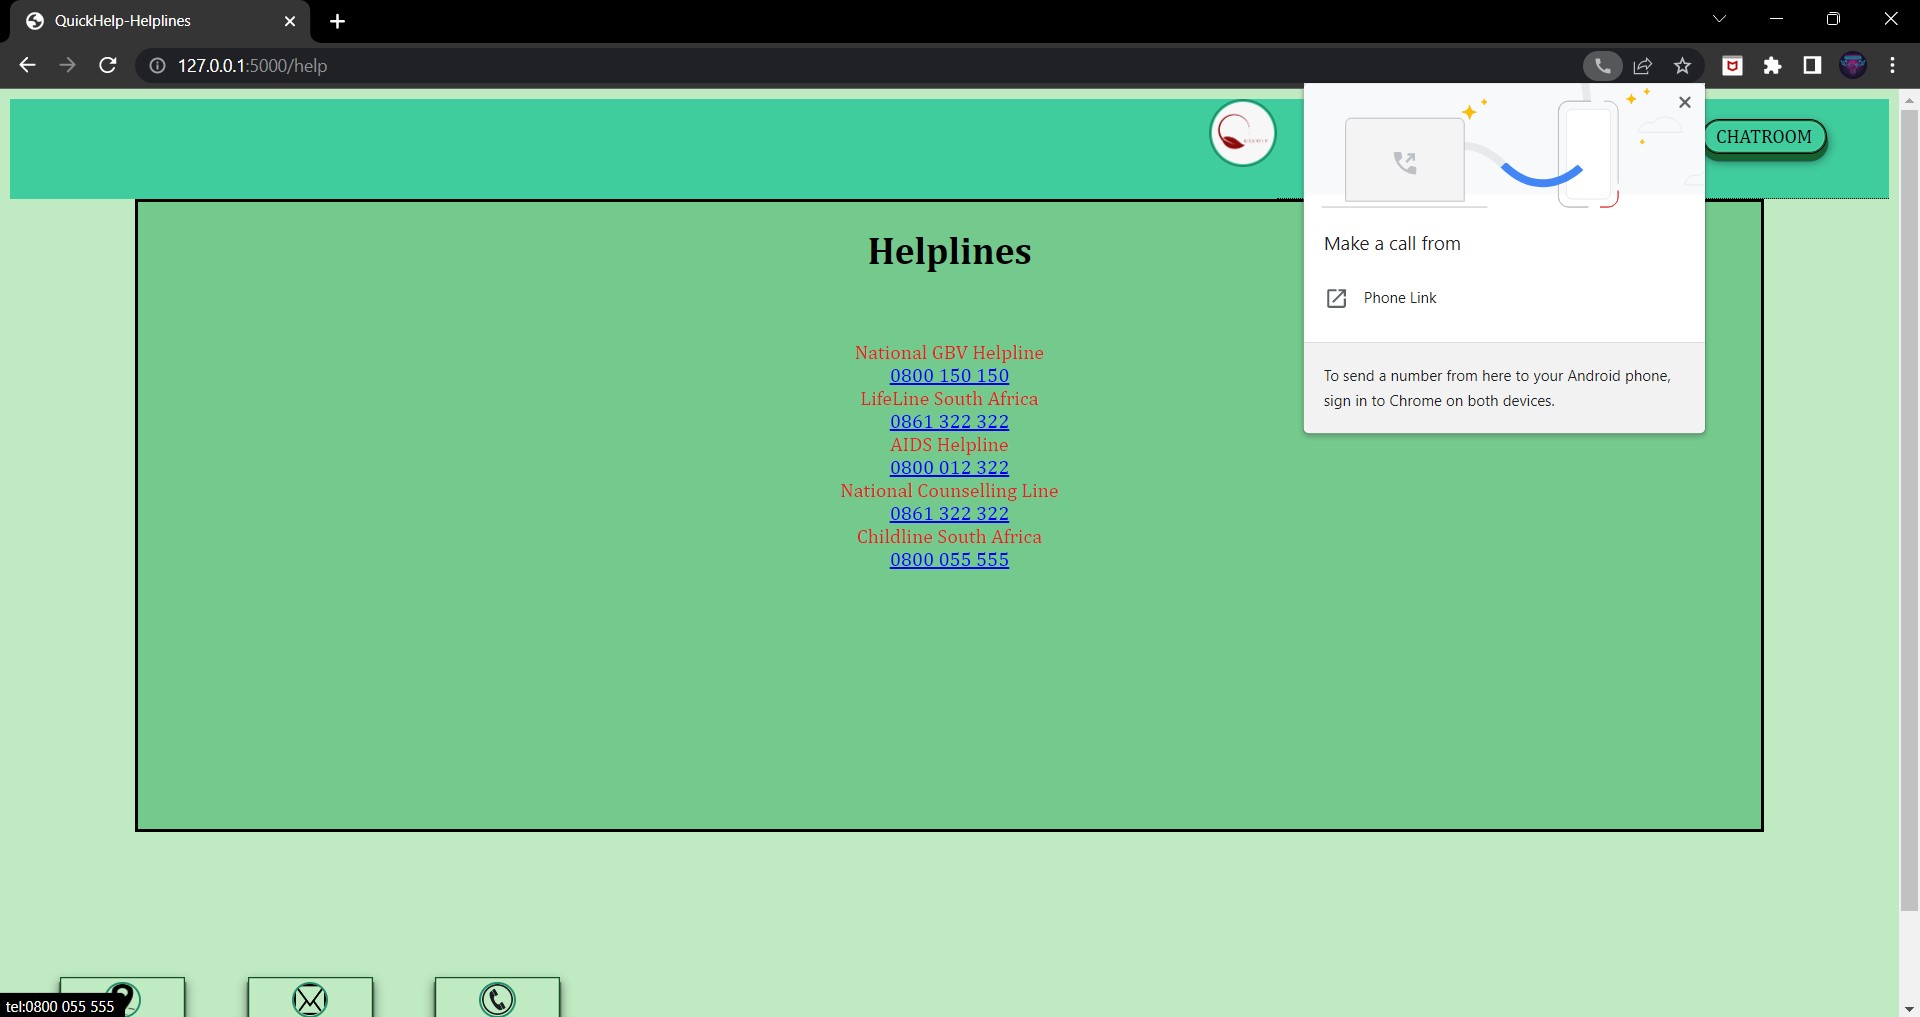 QuickHelp-Helplines
127.0.0.1:5000/help
CHATROOM
Make a call from
Phone Link
To send a number from here to your Android phone,
sign in to Chrome on both devices.
Helplines
National GBV Helpline
0800 150 150
LifeLine South Africa
0861 322 322
AIDS Helpline
0800 012 322
National Counselling Line
0861 322 322
Childline South Africa
0800 055 555
tel:0800 055 555